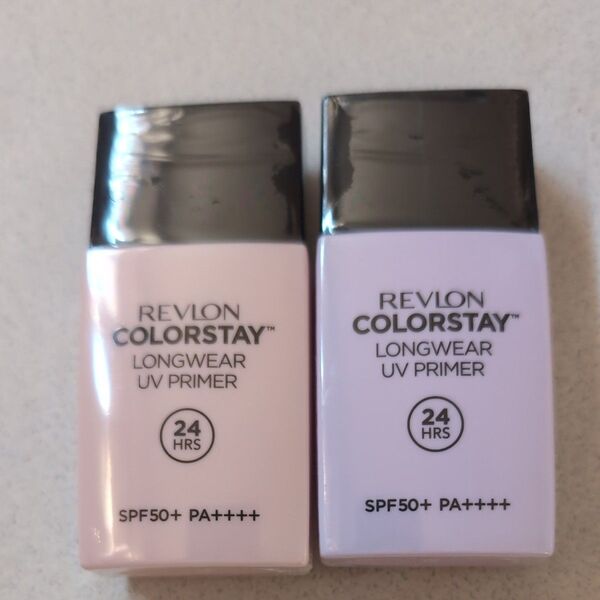 REVLON
COLORSTAY™
LONGWEAR
UV PRIMER
24
HRS
SPF50+ PA++++
REVLON
COLORSTAY™
LONGWEAR
UV PRIMER
24
HRS
SPF50+ PA++++